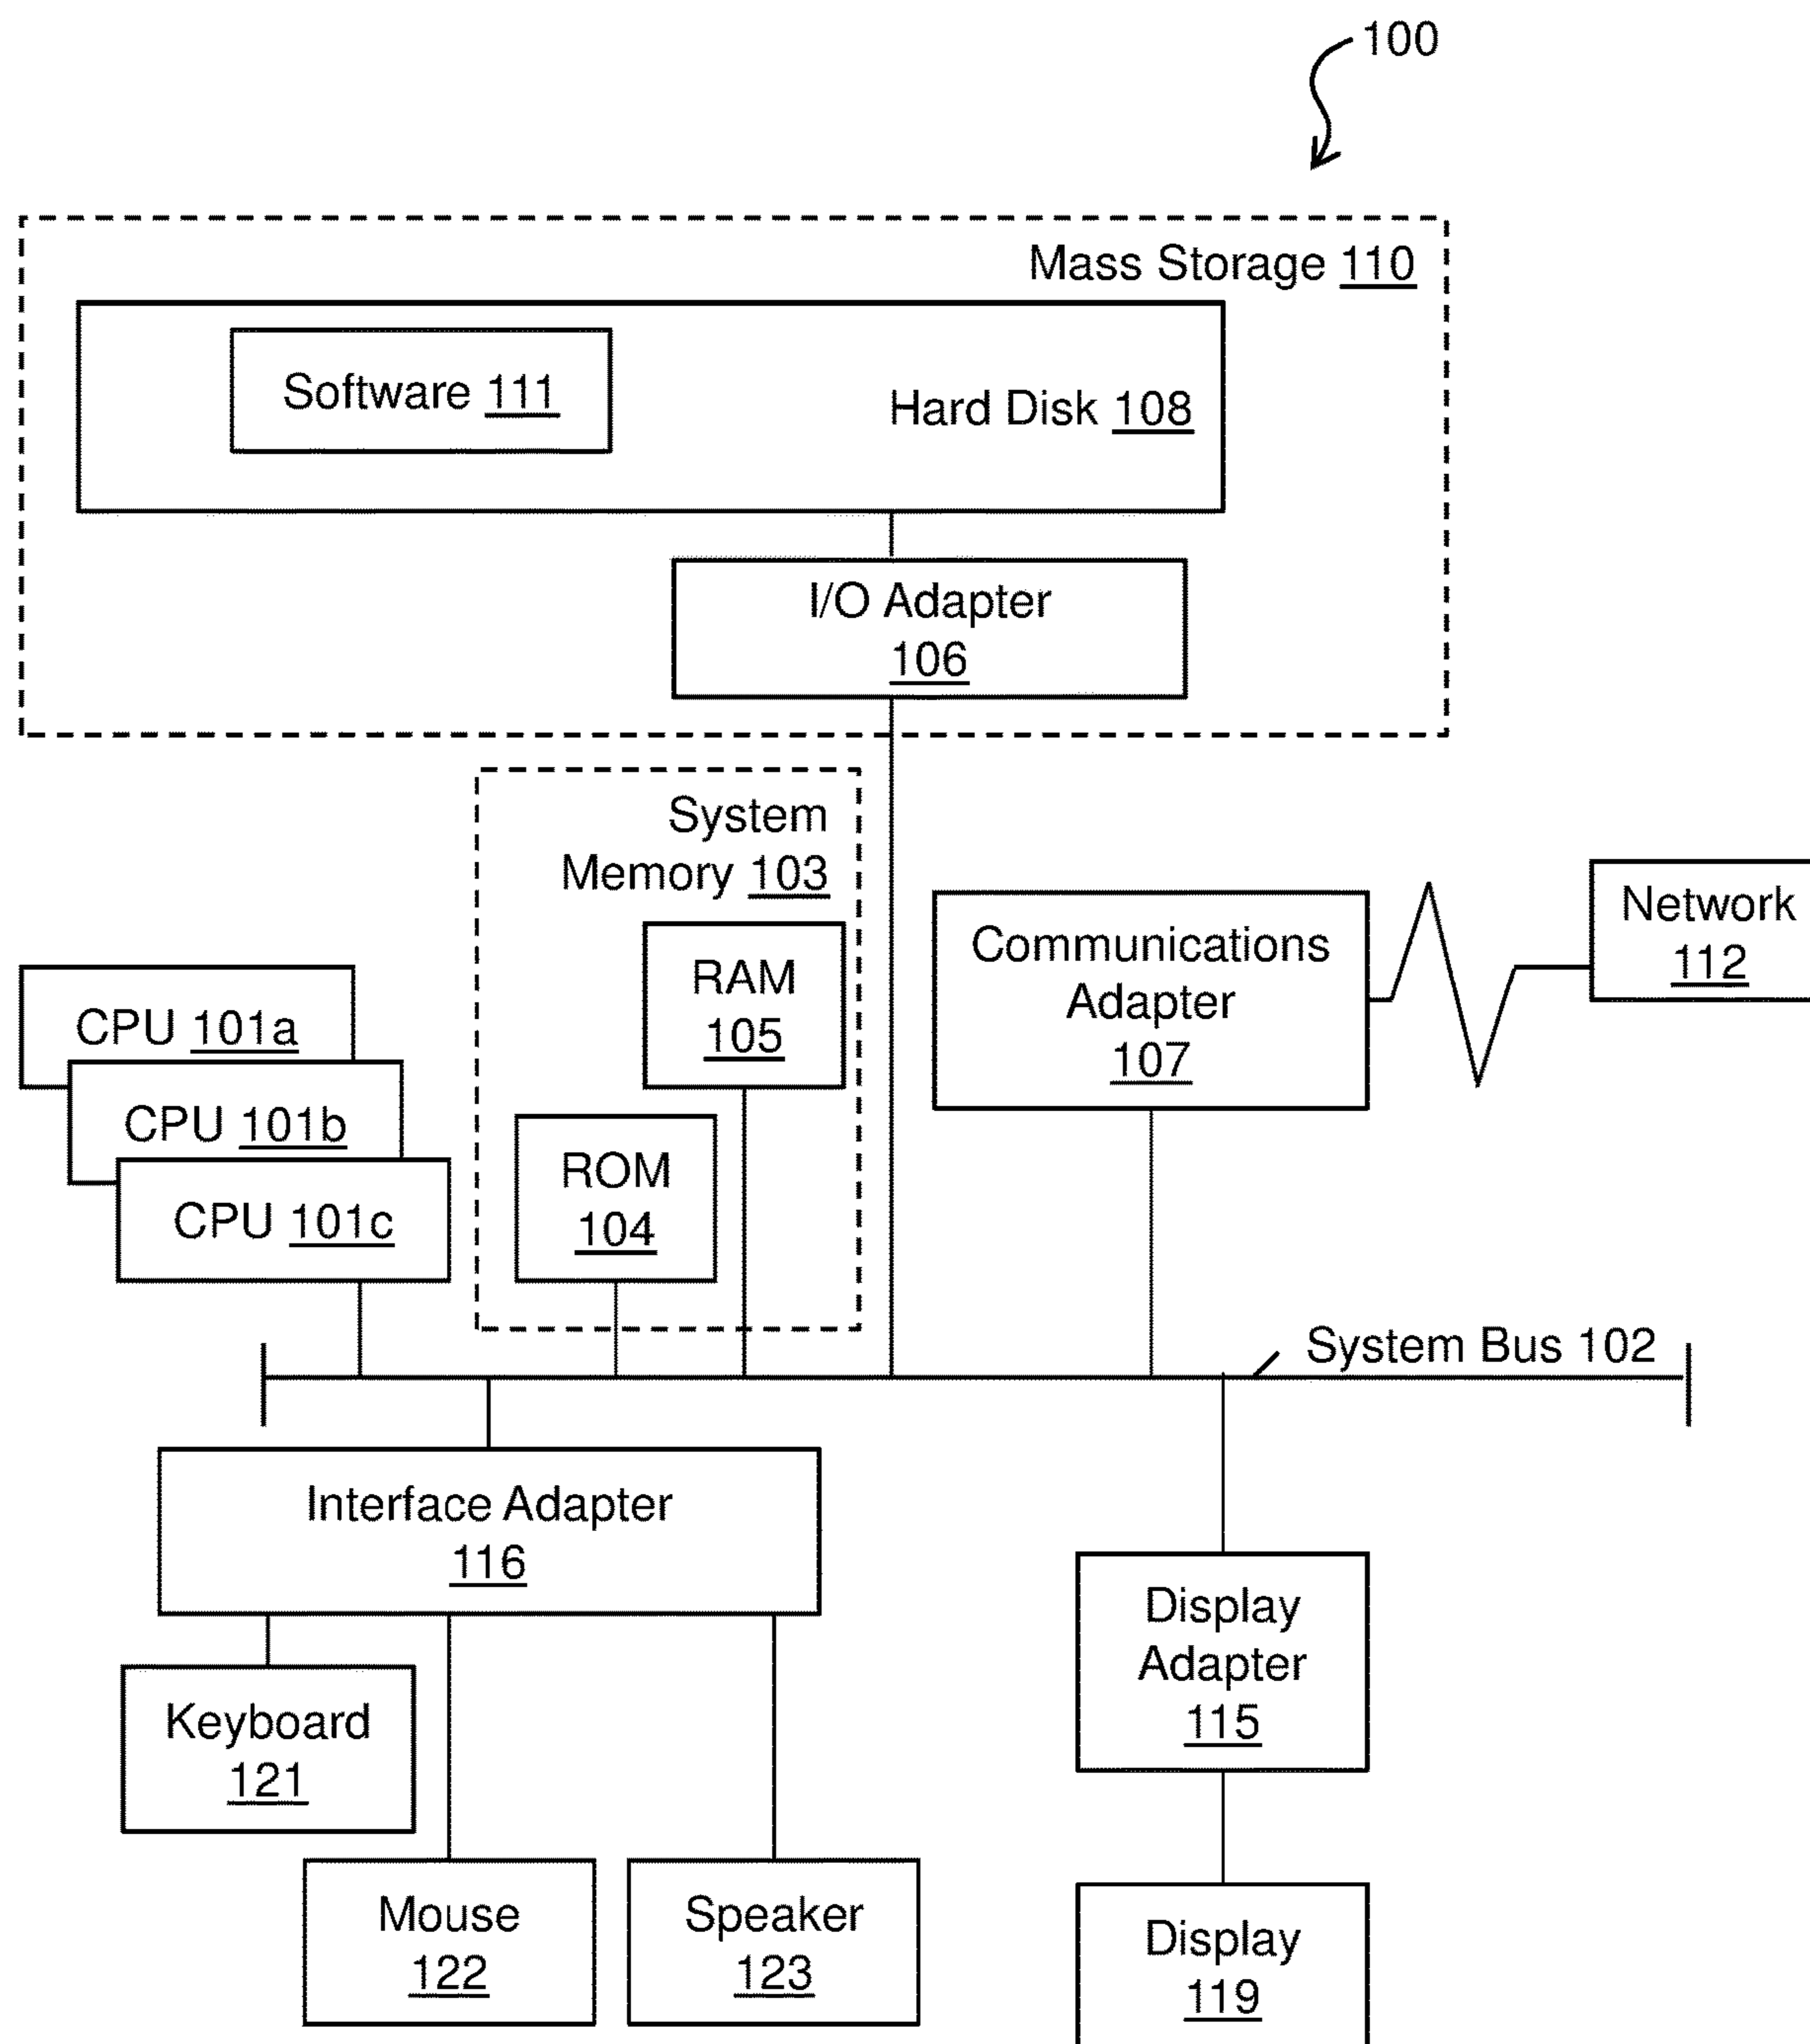 100
Mass Storage 110
Software 111
Hard Disk 108
I/O Adapter
106
System
Memory 103
RAM
105
ROM
104
CPU 101a
CPU 101b
CPU 101c
Communications
Adapter
107
Network
112
System Bus 102
Interface Adapter
116
Keyboard
121
Mouse
122
Speaker
123
Display
Adapter
115
Display
119